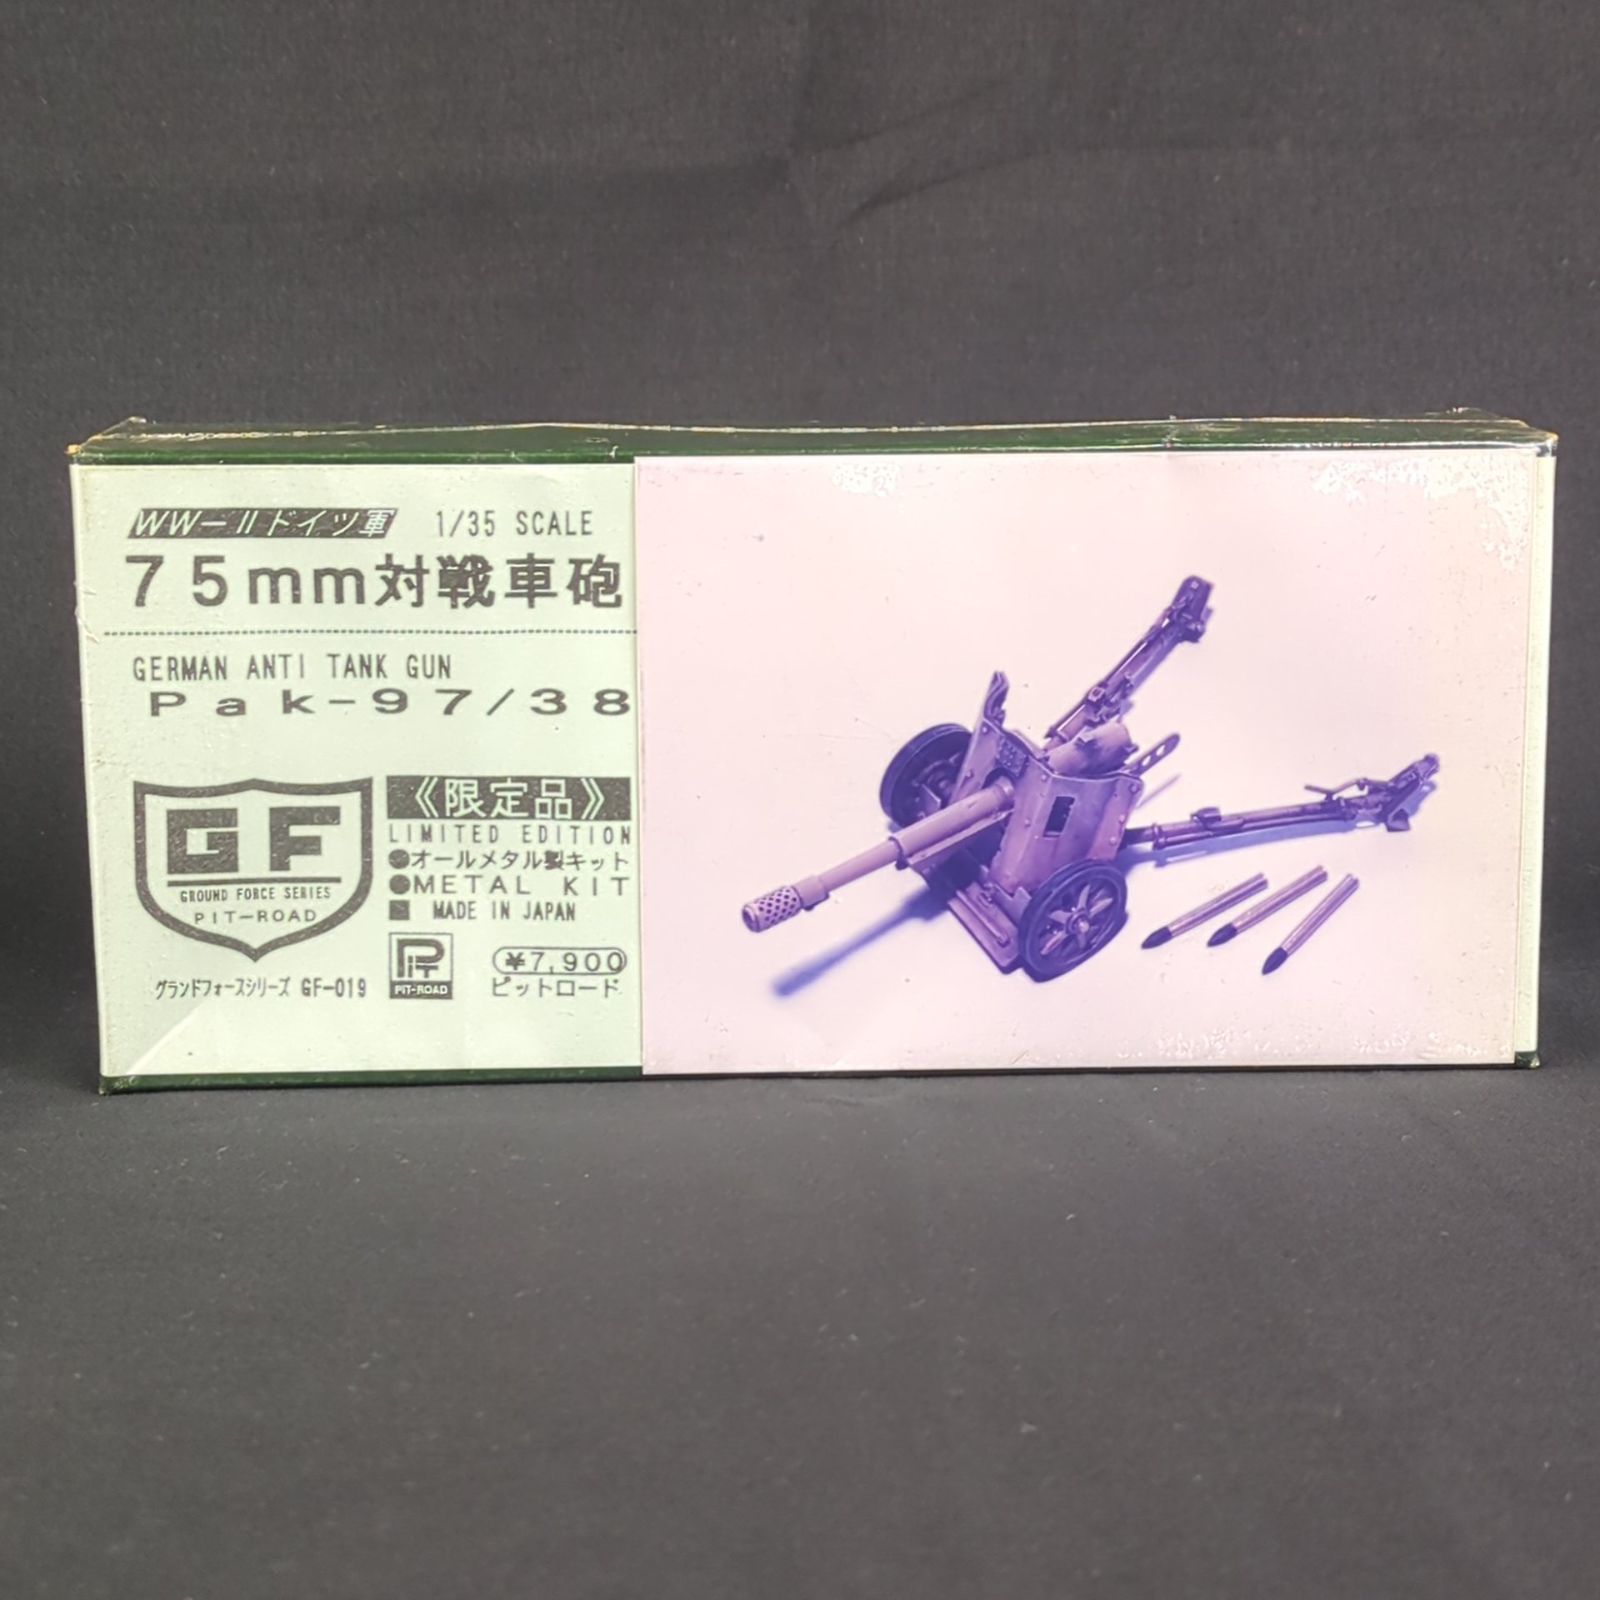 WW-IIドイツ軍 1/35 SCALE
75mm対戦車砲
GERMAN ANTI TANK GUN
Pak-97/38
GF
GROUND FORCE SERIES
PIT-ROAD
グランドフォースシリーズ GF-019
《限定品》
LIMITED EDITION
●オールメタル製キット
●METAL KIT
■ MADE IN JAPAN
PiT
PIT-ROAD
¥7,900
ピットロード